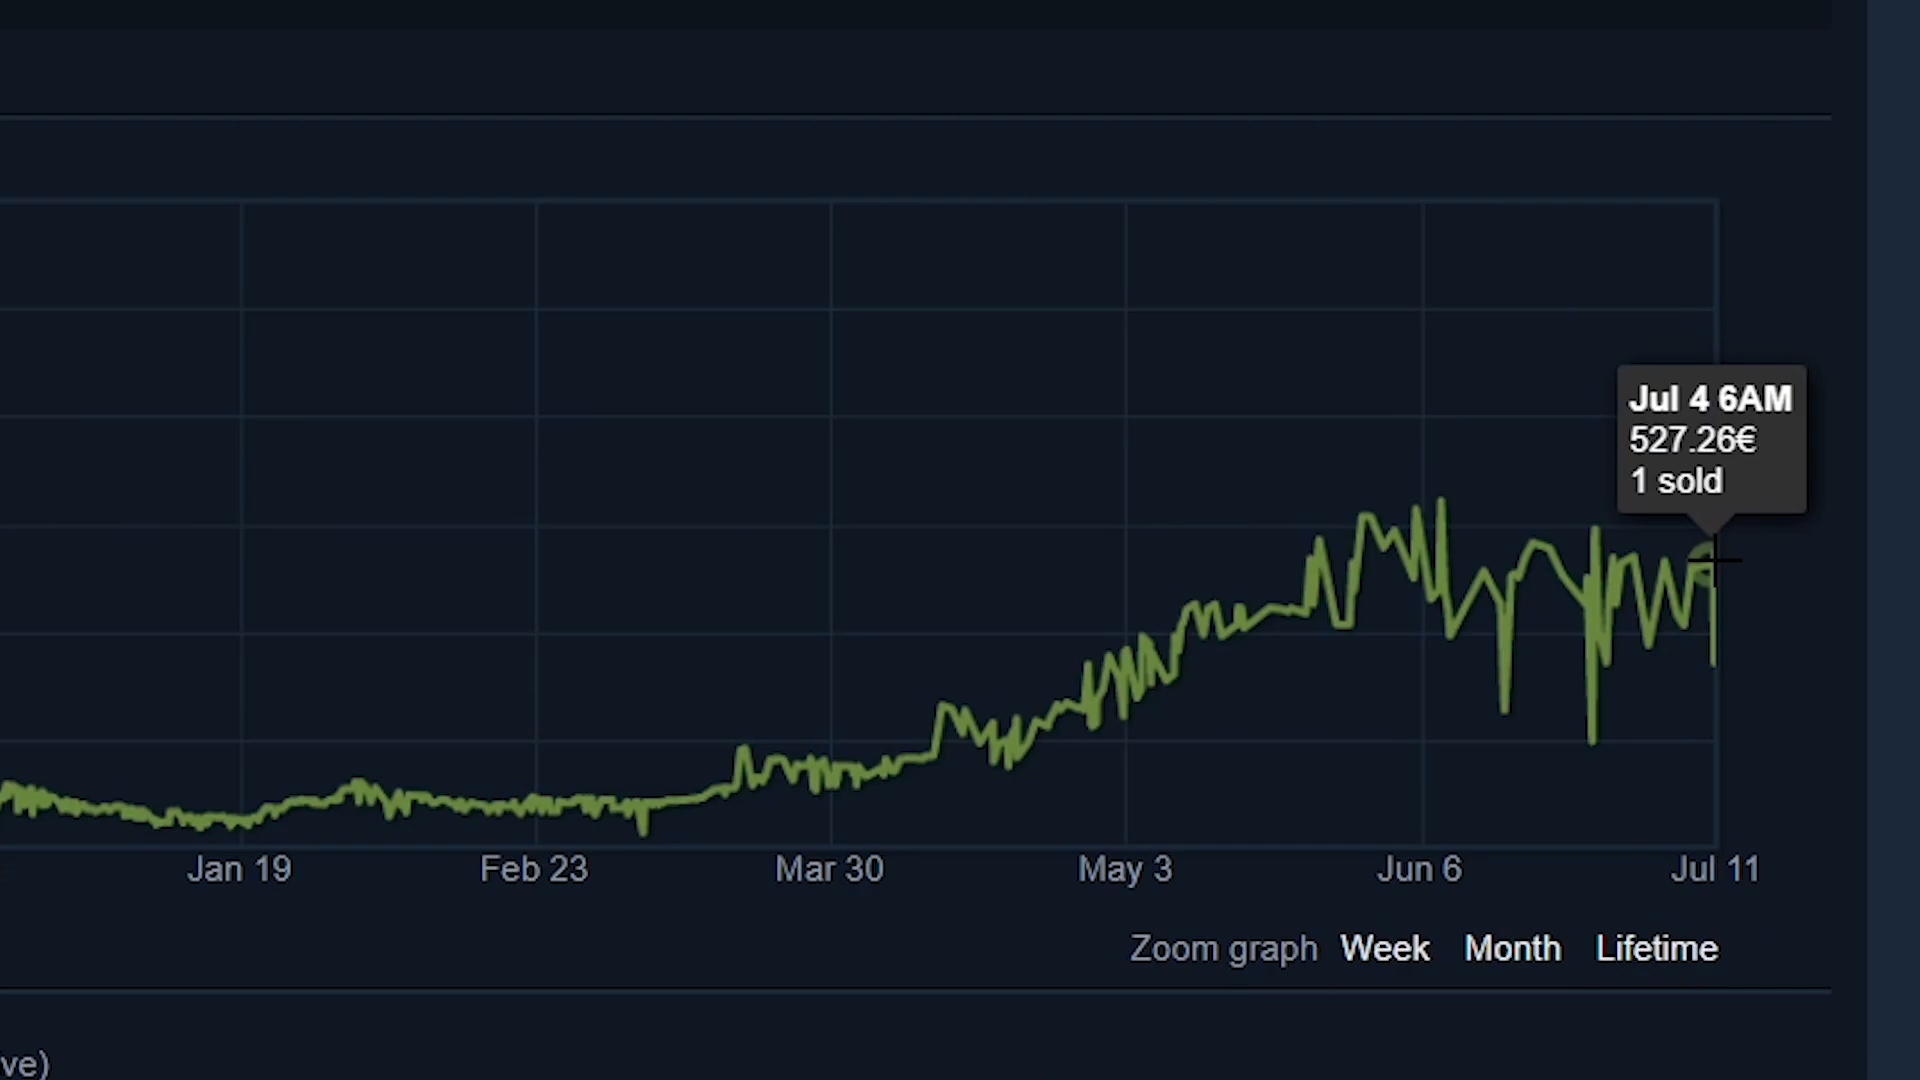 Jul 4 6AM
527.26€
1 sold
Jan 19 Feb 23 Mar 30 May 3 Jun 6 Jul 11
Zoom graph Week Month Lifetime
ve)